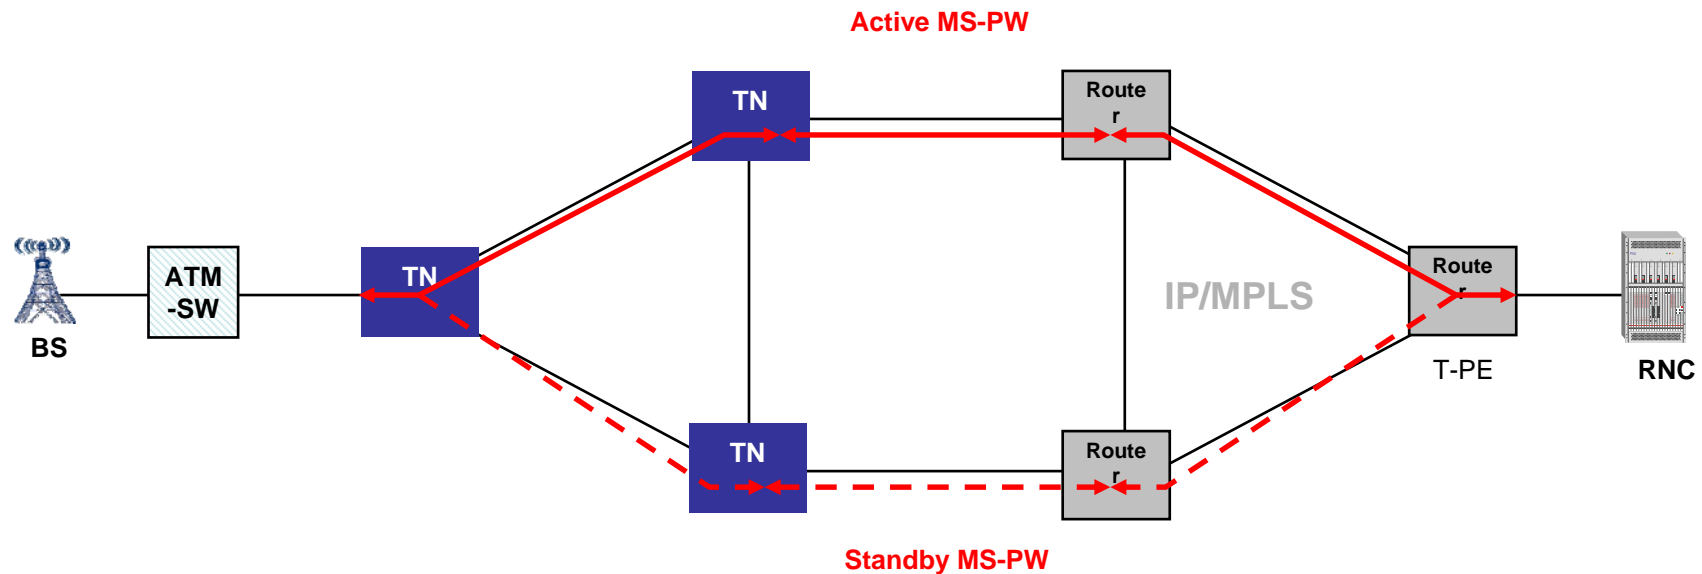 Active MS-PW
TN
Route
r
TN
ATM
-SW
BS
IP/MPLS
Route
r
T-PE
RNC
TN
Route
r
Standby MS-PW